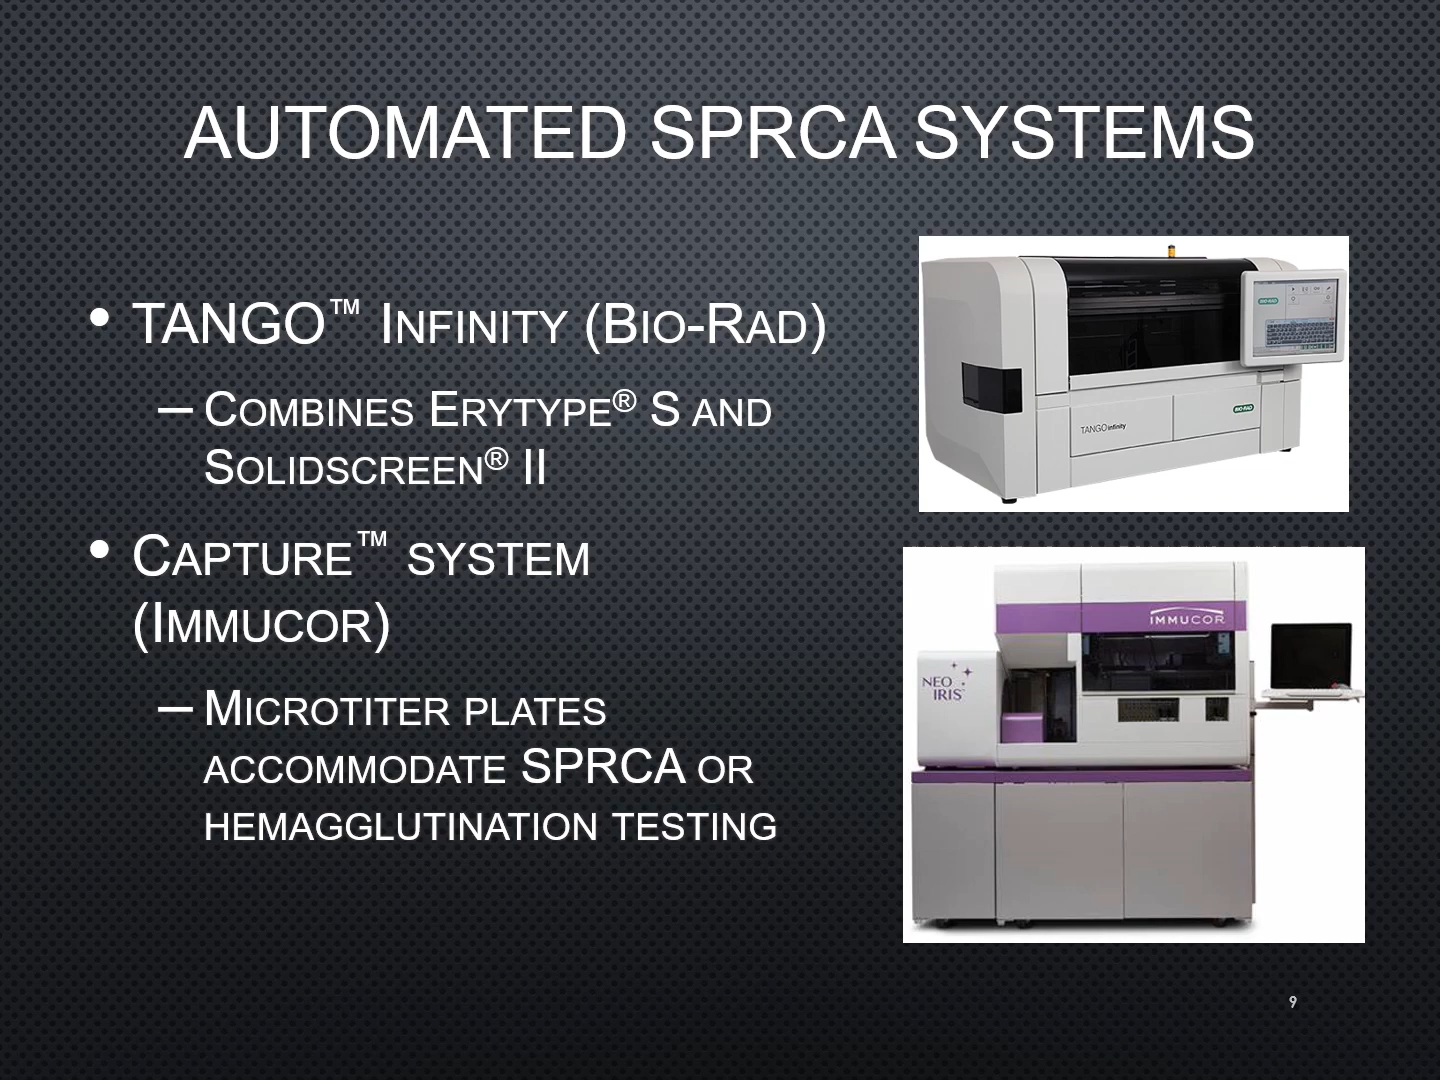 AUTOMATED SPRCA SYSTEMS
• TANGO™ INFINITY (BIO-RAD)
– COMBINES ERYTYPE® S AND
SOLIDSCREEN® II
• CAPTURE™ SYSTEM
(IMMUCOR)
– MICROTITER PLATES
ACCOMMODATE SPRCA OR
HEMAGGLUTINATION TESTING
BIO-RAD
BIO-RAD
TANGO infinity
IMMUCOR
NEO
IRIS
9